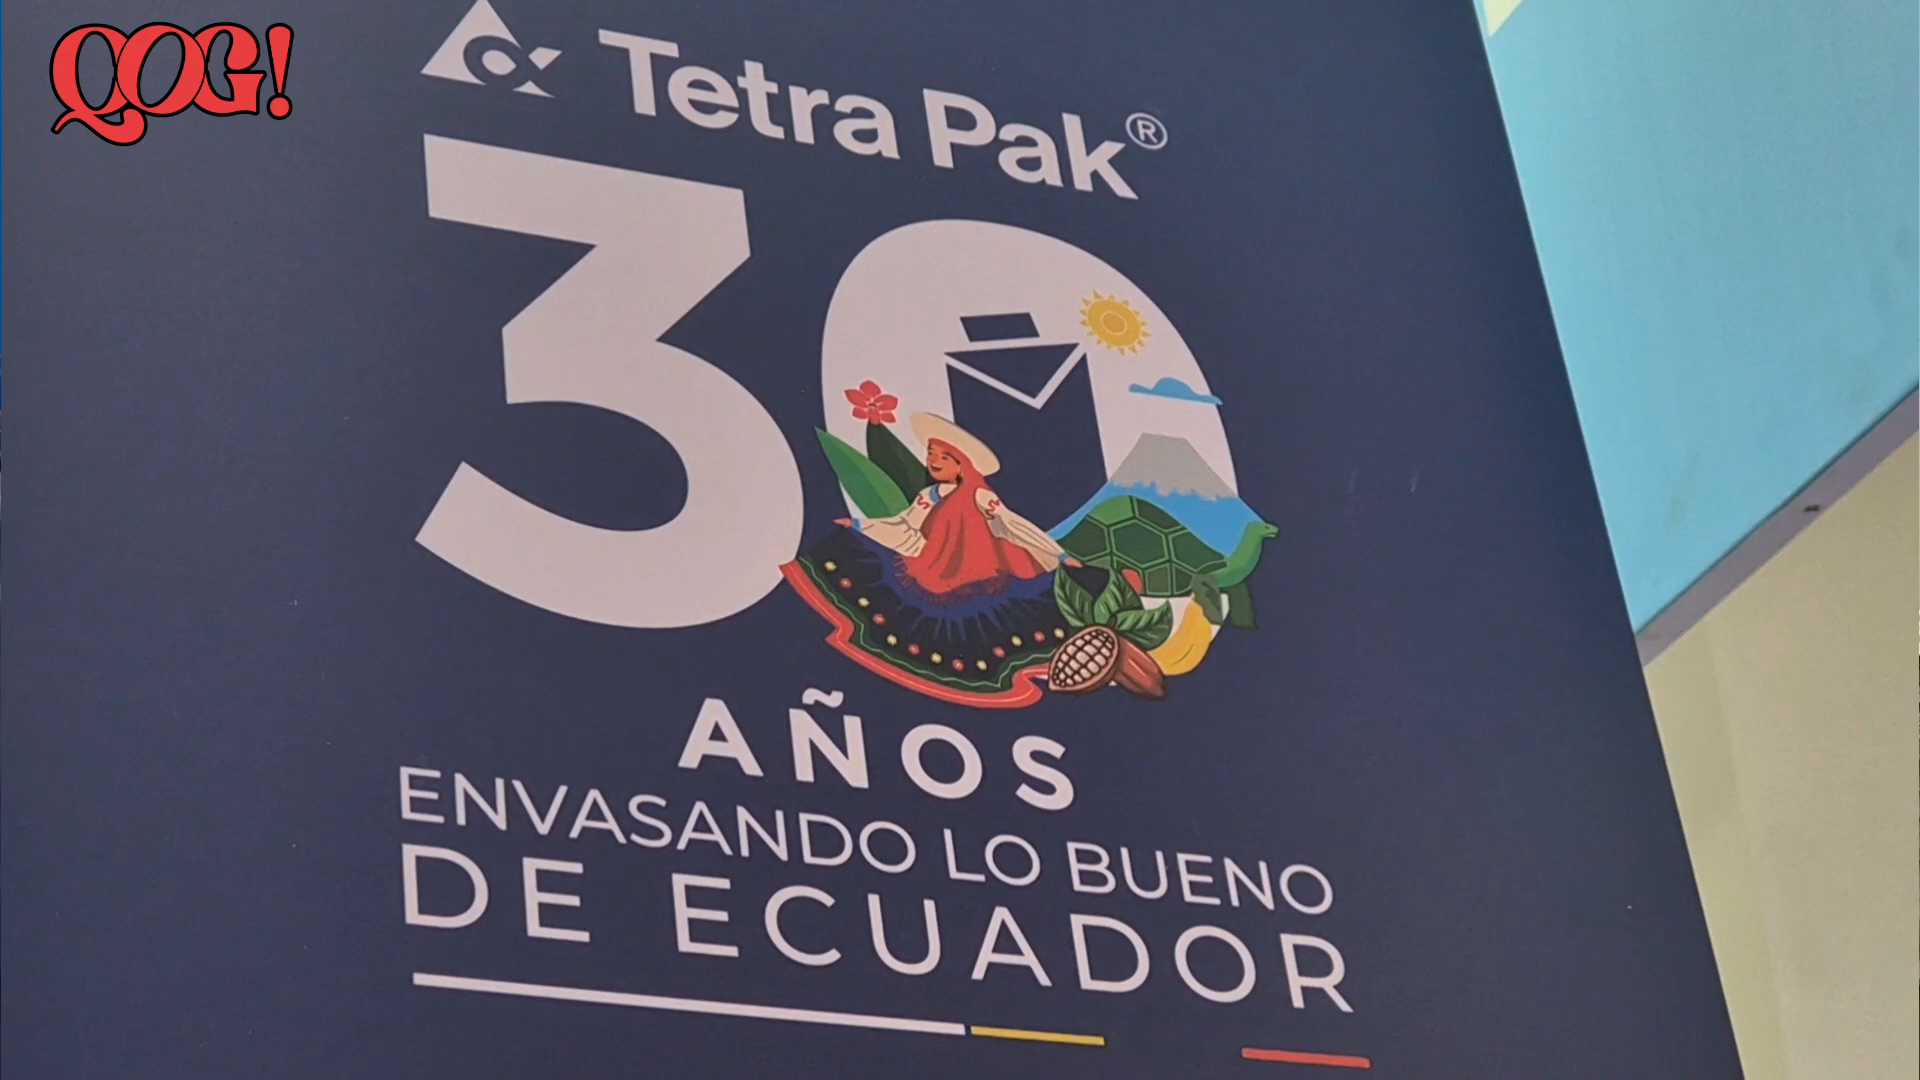 QOG!
Tetra Pak®
30
AÑOS
ENVASANDO LO BUENO
DE ECUADOR